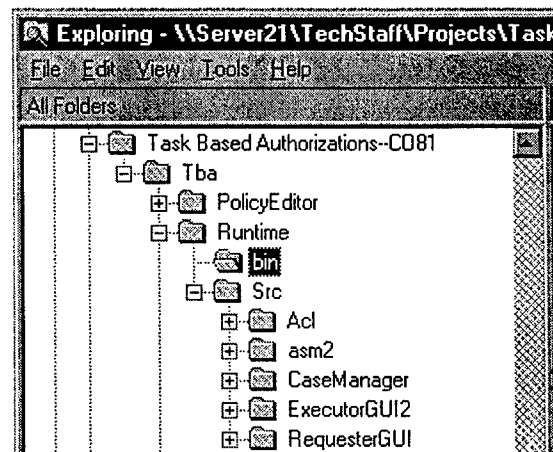 Exploring - \\Server21\TechStaff\Projects\Task
File Edit View Tools Help
All Folders
Task Based Authorizations--CO81
Tba
PolicyEditor
Runtime
bin
Src
Acl
asm2
CaseManager
ExecutorGUI2
RequesterGUI